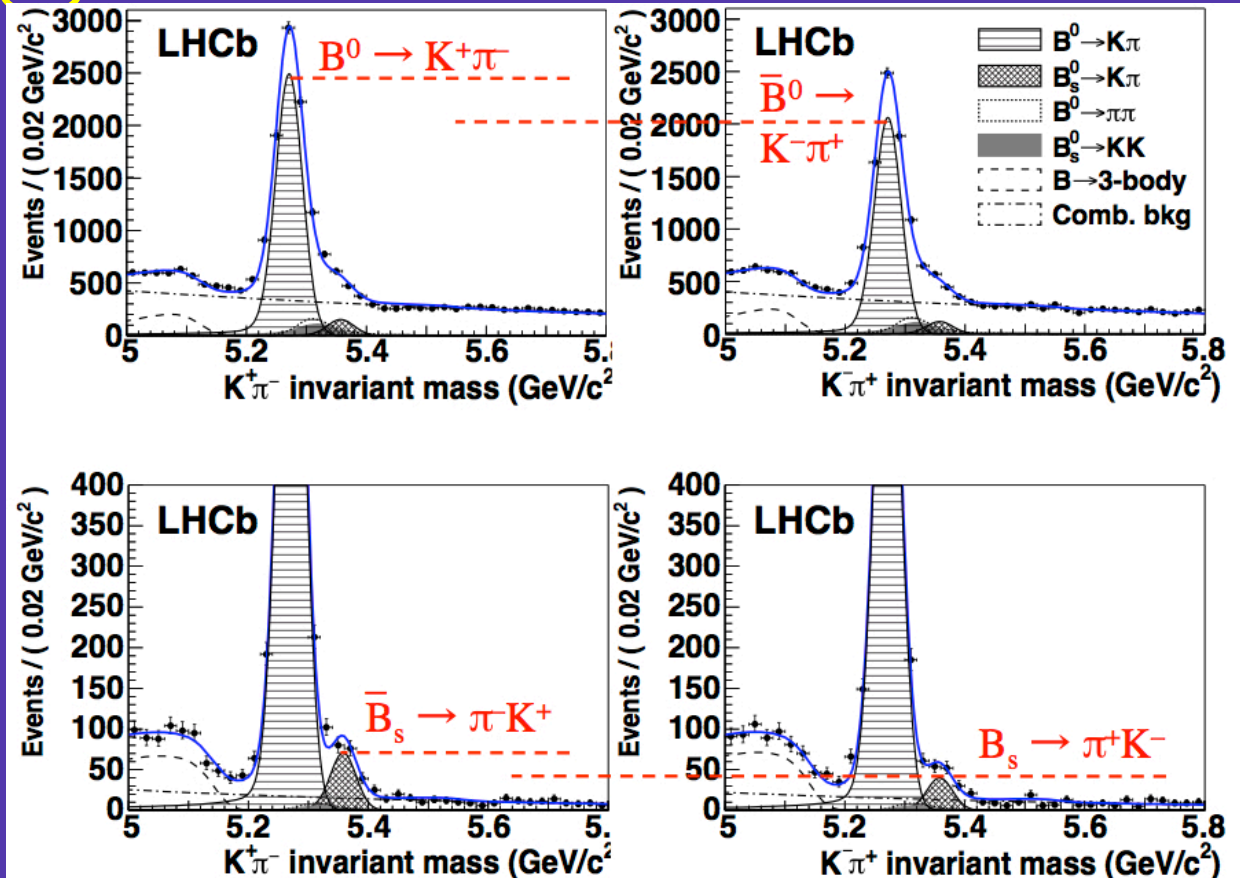 LHCb
B⁰ → K⁺π⁻
Events / ( 0.02 GeV/c² )
3000
2500
2000
1500
1000
500
0
5 5.2 5.4 5.6 5.
K⁺π⁻ invariant mass (GeV/c²
LHCb
B̅⁰ →
K⁻π⁺
B⁰→Kπ
B⁰ₛ→Kπ
B⁰→ππ
B⁰ₛ→KK
B→3-body
Comb. bkg
Events / ( 0.02 GeV/c² )
3000
2500
2000
1500
1000
500
0
5 5.2 5.4 5.6 5.8
K⁻π⁺ invariant mass (GeV/c²)
LHCb
B̅ₛ → π⁻K⁺
Events / ( 0.02 GeV/c² )
400
350
300
250
200
150
100
50
0
5 5.2 5.4 5.6 5.
K⁺π⁻ invariant mass (GeV/c²
LHCb
Bₛ → π⁺K⁻
Events / ( 0.02 GeV/c² )
400
350
300
250
200
150
100
50
0
5 5.2 5.4 5.6 5.8
K⁻π⁺ invariant mass (GeV/c²)